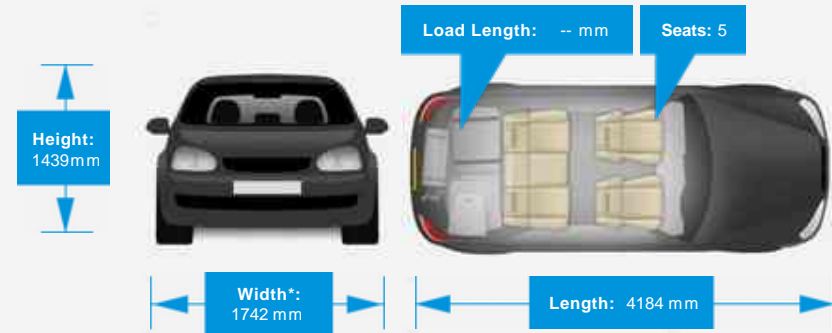 Load Length: -- mm
Seats: 5
Height:
1439mm
Width*:
1742 mm
Length: 4184 mm